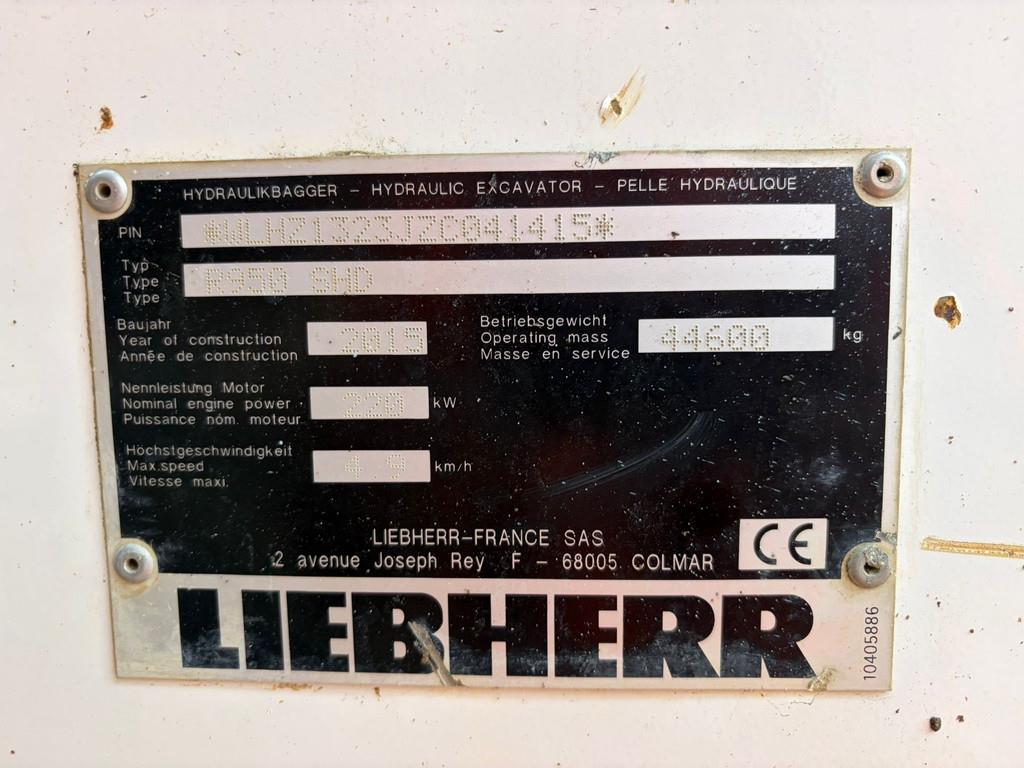 HYDRAULIKBAGGER - HYDRAULIC EXCAVATOR - PELLE HYDRAULIQUE
PIN *WLHZ1323JZC041415*
Typ
Type R950 SHD
Type
Baujahr
Year of construction 2015
Année de construction
Betriebsgewicht
Operating mass 44600 kg
Masse en service
Nennleistung Motor
Nominal engine power 220 kW
Puissance nóm. moteur
Höchstgeschwindigkeit
Max.speed 4.9 km/h
Vitesse maxi.
LIEBHERR-FRANCE SAS
2 avenue Joseph Rey F - 68005 COLMAR
CE
LIEBHERR
10405886